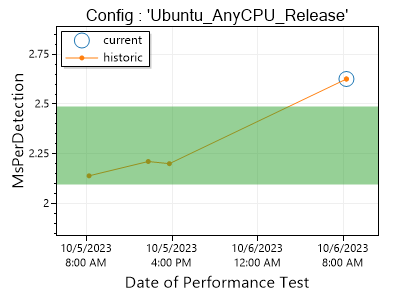 Config : 'Ubuntu_AnyCPU_Release'
current
historic
MsPerDetection
2.75
2.5
2.25
2
10/5/2023 10/5/2023 10/6/2023 10/6/2023
8:00 AM 4:00 PM 12:00 AM 8:00 AM
Date of Performance Test